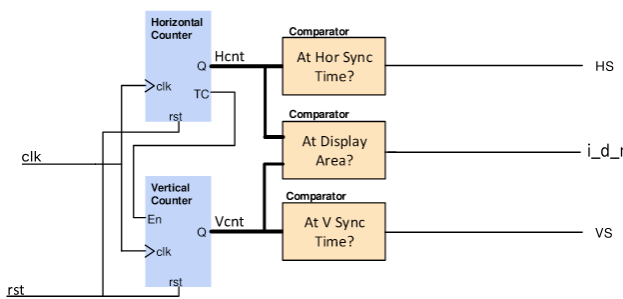 Horizontal
Counter
Q
clk
TC
rst
Hcnt
Comparator
At Hor Sync
Time?
HS
Comparator
At Display
Area?
clk
Vertical
Counter
En
Q
clk
rst
Vcnt
Comparator
At V Sync
Time?
VS
rst